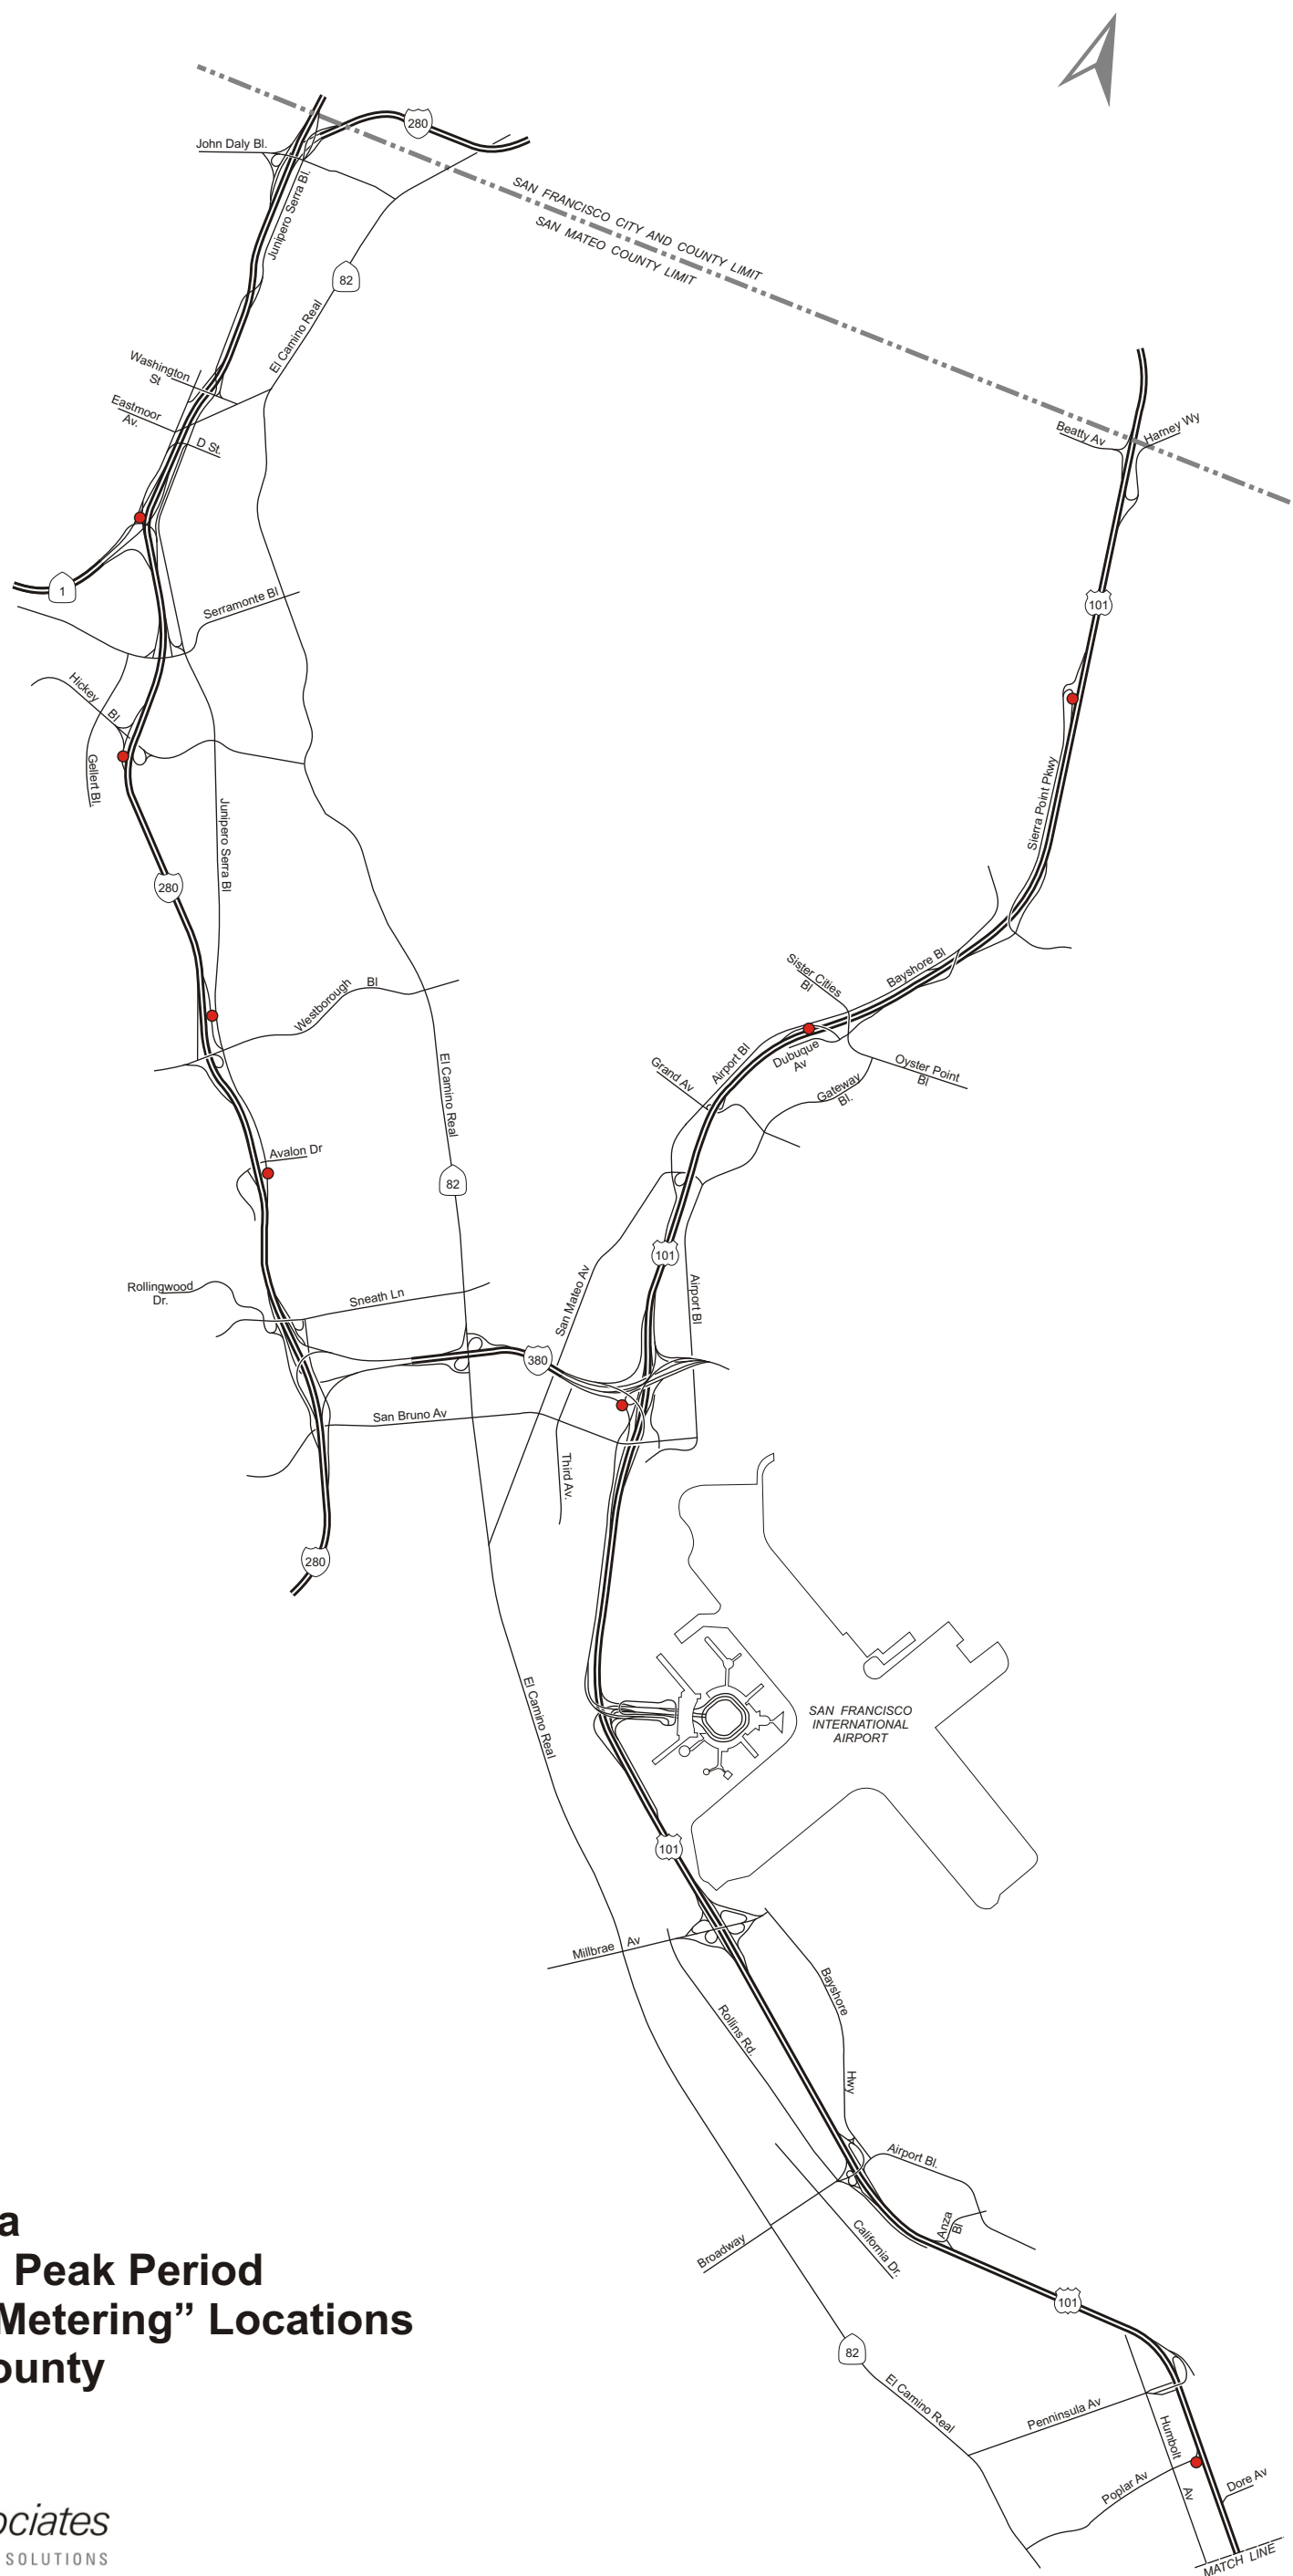 280
John Daly Bl.
Junipero Serra Bl.
SAN FRANCISCO CITY AND COUNTY LIMIT
SAN MATEO COUNTY LIMIT
82
El Camino Real
Washington
St
Eastmoor
Av.
D St.
Beatty Av
Harney Wy
1
Serramonte Bl
101
Hickey
Bl
Gellert Bl.
Junipero Serra Bl
Sierra Point Pkwy
280
Westborough
Bl
Sister Cities
Bl
Bayshore Bl
El Camino Real
Grand Av
Airport Bl
Dubuque
Av
Gateway
Bl.
Oyster Point
Bl
Avalon Dr
82
101
San Mateo Av
Airport Bl
Rollingwood
Dr.
Sneath Ln
380
San Bruno Av
Third Av.
280
El Camino Real
SAN FRANCISCO
INTERNATIONAL
AIRPORT
101
Millbrae
Av
Bayshore
Hwy
Rollins Rd.
Airport Bl.
Anza
Bl
Broadway
California Dr.
a
Peak Period
Metering” Locations
ounty
101
82
El Camino Real
Penninsula Av
Humbolt
Av
Poplar Av
Dore Av
MATCH LINE
ociates
SOLUTIONS